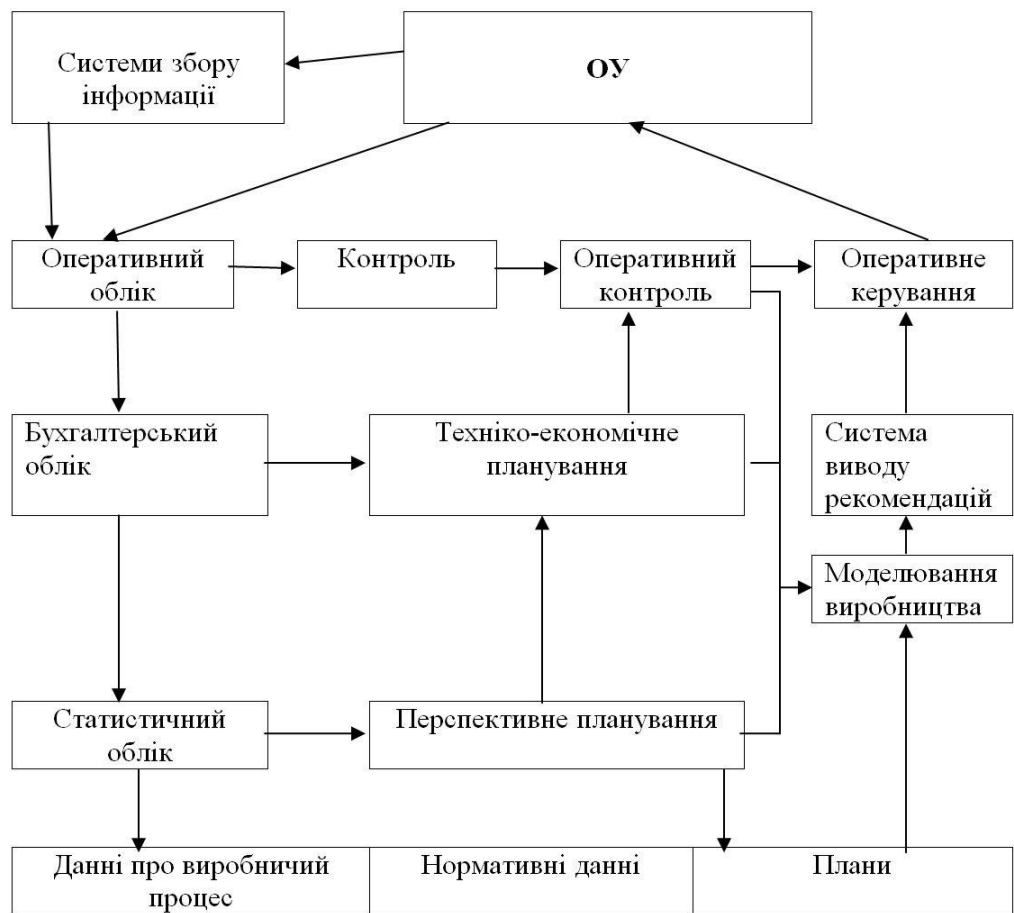 Системи збору
інформації
ОУ
Оперативний
облік
Контроль
Оперативний
контроль
Оперативне
керування
Бухгалтерський
облік
Техніко-економічне
планування
Система
виводу
рекомендацій
Моделювання
виробництва
Статистичний
облік
Перспективне планування
Данні про виробничий
процес
Нормативні данні
Плани